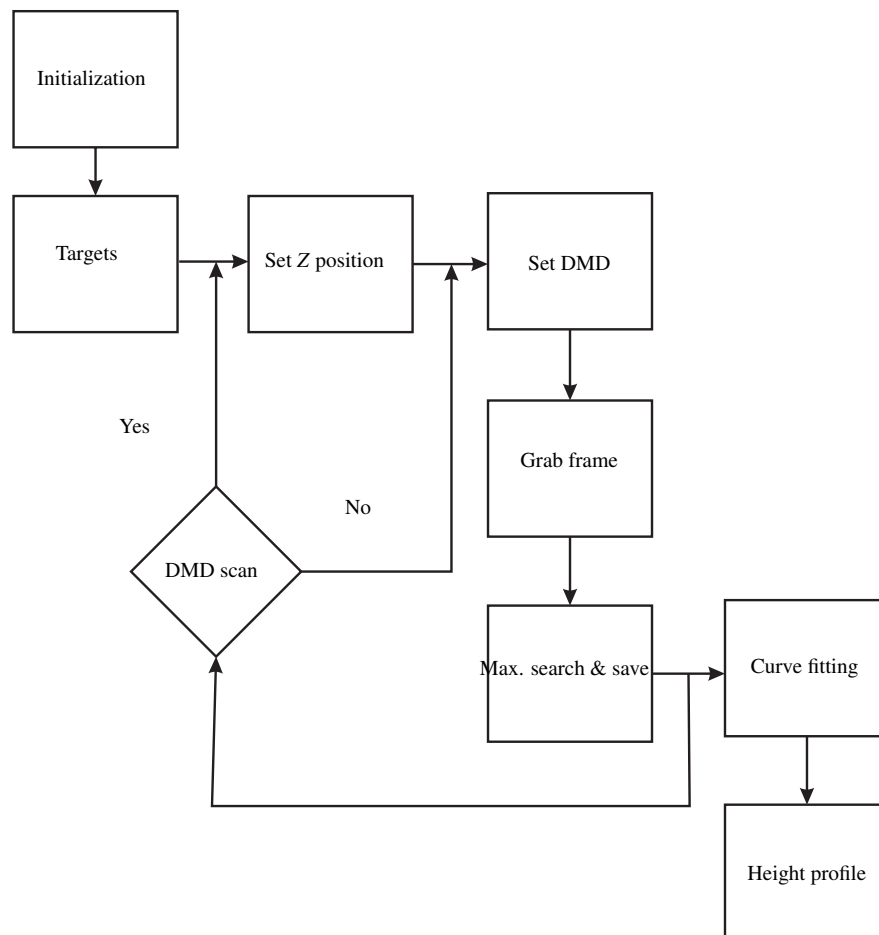 Initialization
Targets
Set Z position
Set DMD
Yes
Grab frame
No
DMD scan
Max. search & save
Curve fitting
Height profile